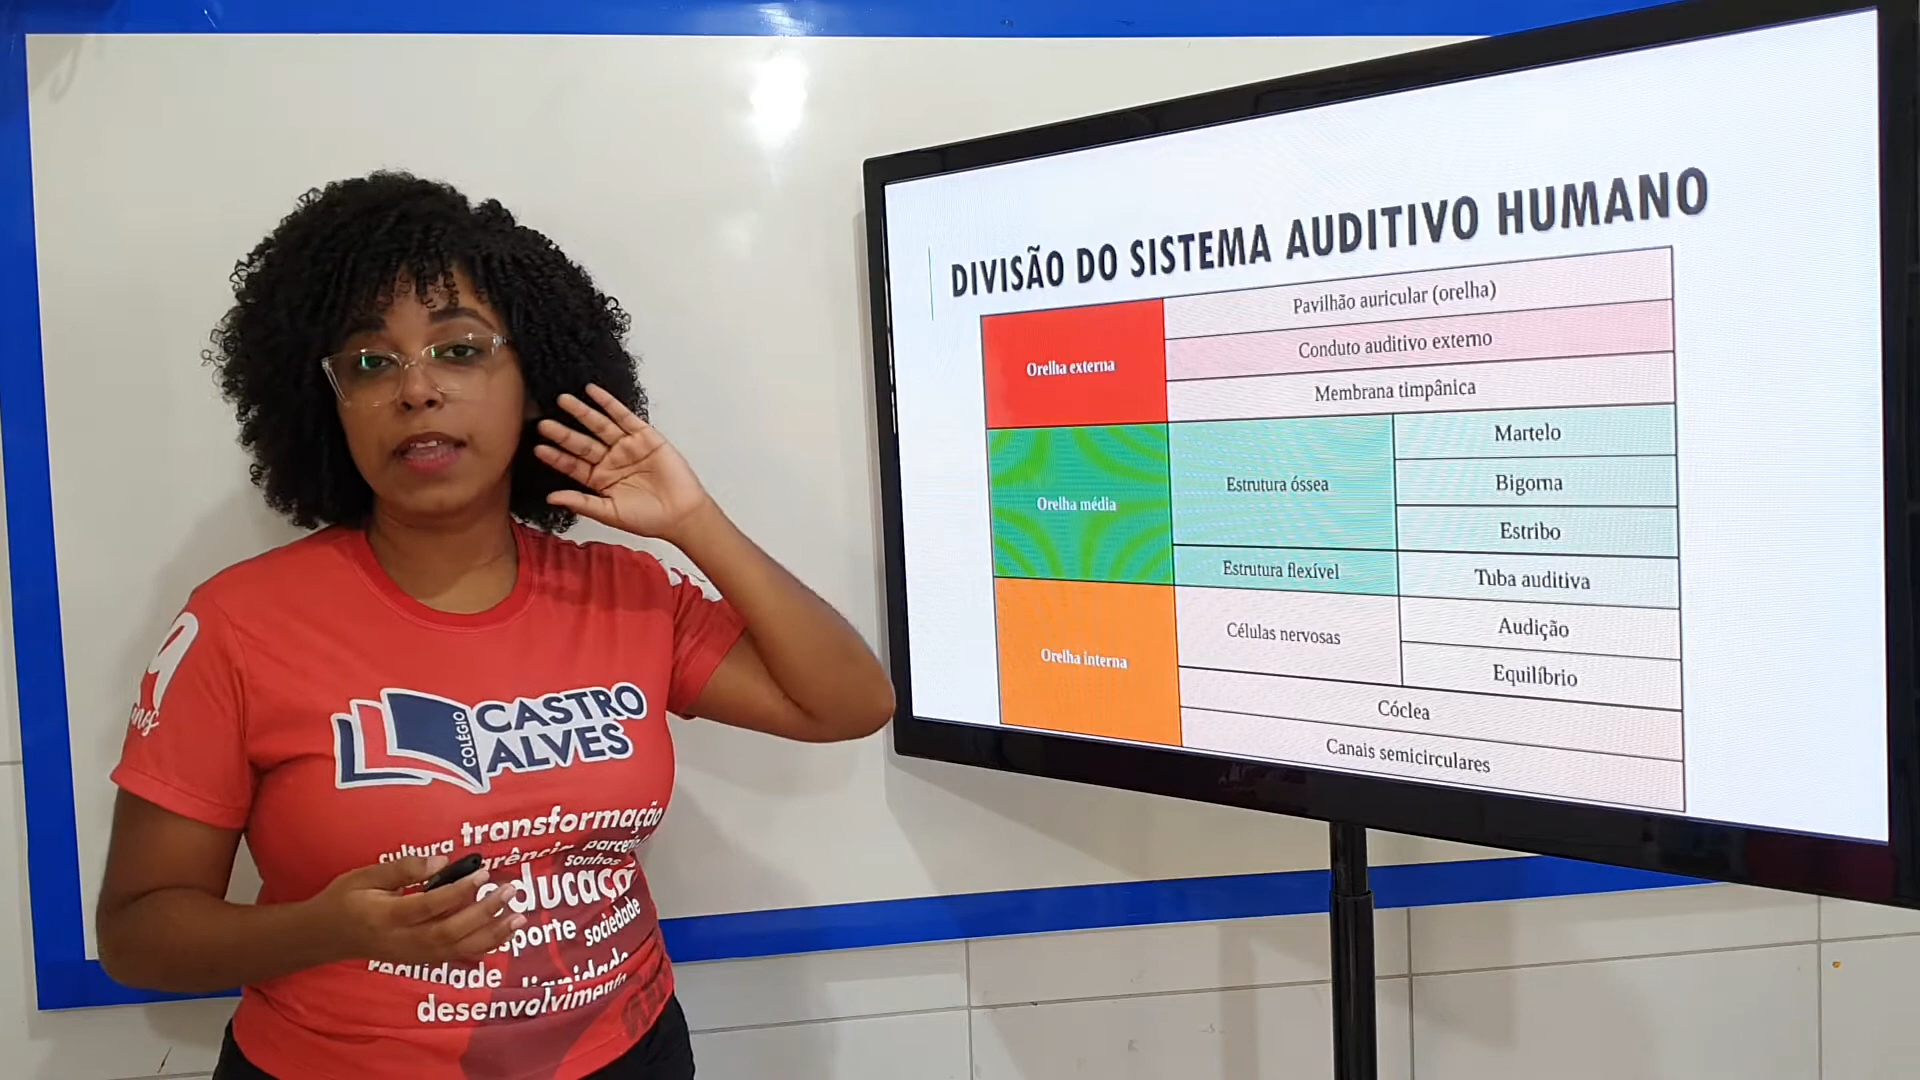 DIVISÃO DO SISTEMA AUDITIVO HUMANO
Orelha externa
Pavilhão auricular (orelha)
Conduto auditivo externo
Membrana timpânica
Orelha média
Estrutura óssea
Martelo
Bigorna
Estribo
Estrutura flexível
Tuba auditiva
Orelha interna
Células nervosas
Audição
Equilíbrio
Cóclea
Canais semicirculares
COLÉGIO
CASTRO
ALVES
cultura transformação
sonhos
educaçã
sociedade
realidade
desenvolvimento